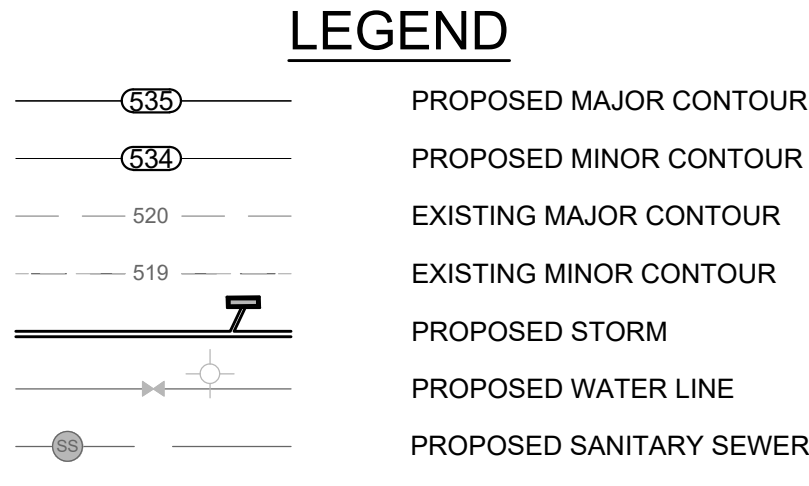 LEGEND
535 PROPOSED MAJOR CONTOUR
534 PROPOSED MINOR CONTOUR
520 EXISTING MAJOR CONTOUR
519 EXISTING MINOR CONTOUR
PROPOSED STORM
PROPOSED WATER LINE
SS PROPOSED SANITARY SEWER